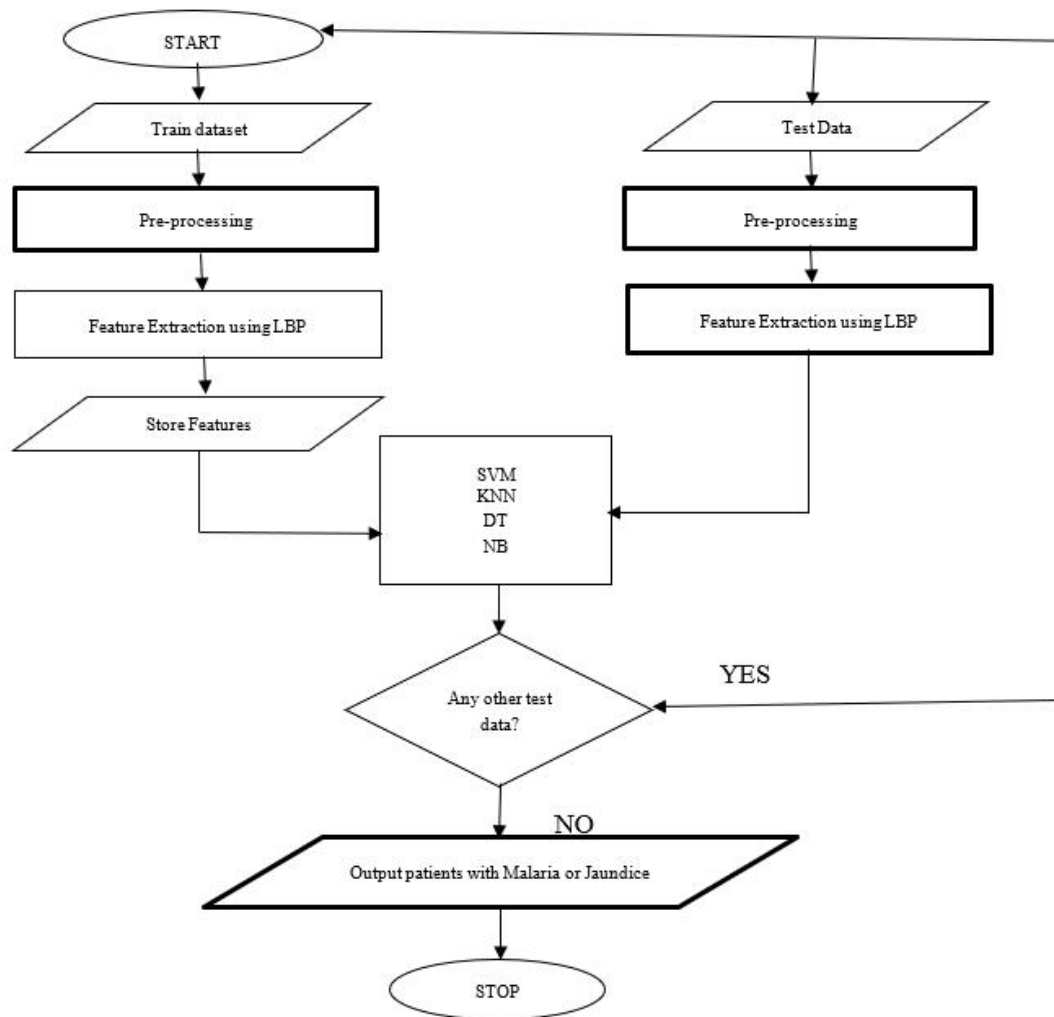 START
Train dataset
Test Data
Pre-processing
Pre-processing
Feature Extraction using LBP
Feature Extraction using LBP
Store Features
SVM
KNN
DT
NB
YES
Any other test
data?
NO
Output patients with Malaria or Jaundice
STOP